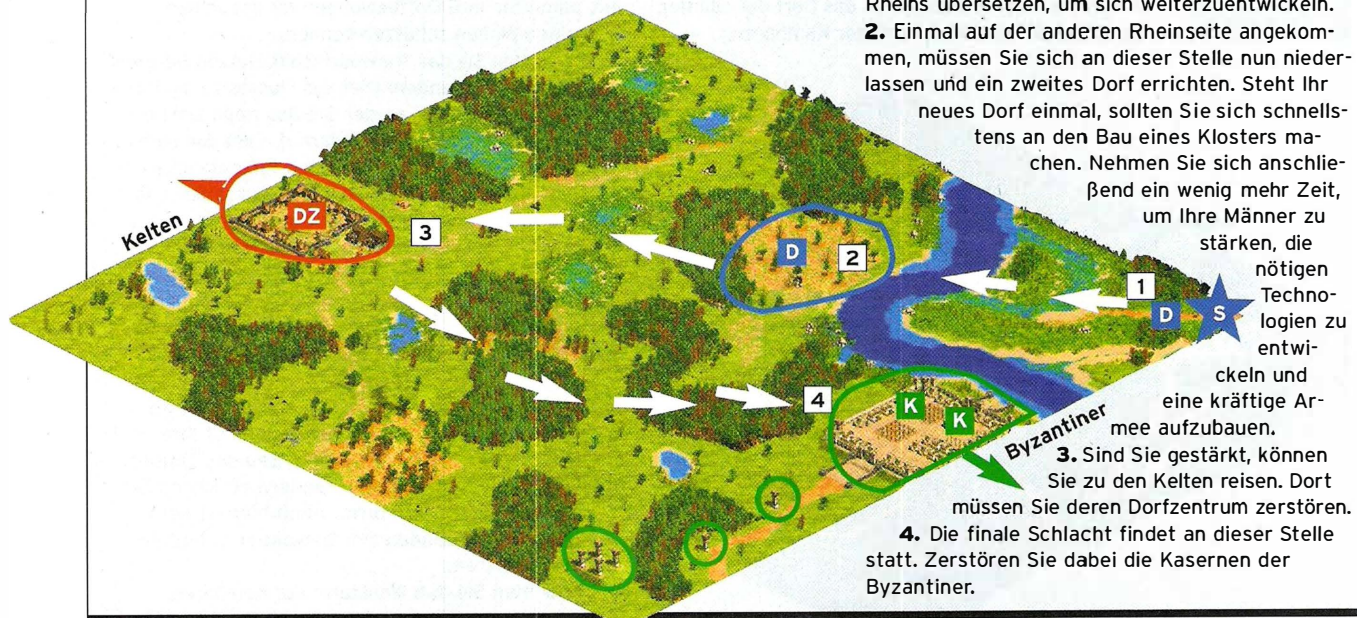 Rheins übersetzen, um sich weiterzuentwickeln.
2. Einmal auf der anderen Rheinseite angekom-
men, müssen Sie sich an dieser Stelle nun nieder-
lassen und ein zweites Dorf errichten. Steht Ihr
neues Dorf einmal, sollten Sie sich schnells-
tens an den Bau eines Klosters ma-
chen. Nehmen Sie sich anschlie-
ßend ein wenig mehr Zeit,
um Ihre Männer zu
stärken, die
nötigen
Techno-
logien zu
entwi-
ckeln und
eine kräftige Ar-
mee aufzubauen.
3. Sind Sie gestärkt, können
Sie zu den Kelten reisen. Dort
müssen Sie deren Dorfzentrum zerstören.
4. Die finale Schlacht findet an dieser Stelle
statt. Zerstören Sie dabei die Kasernen der
Byzantiner.
Kelten
DZ
3
D
2
1
D
S
4
K
K
Byzantiner